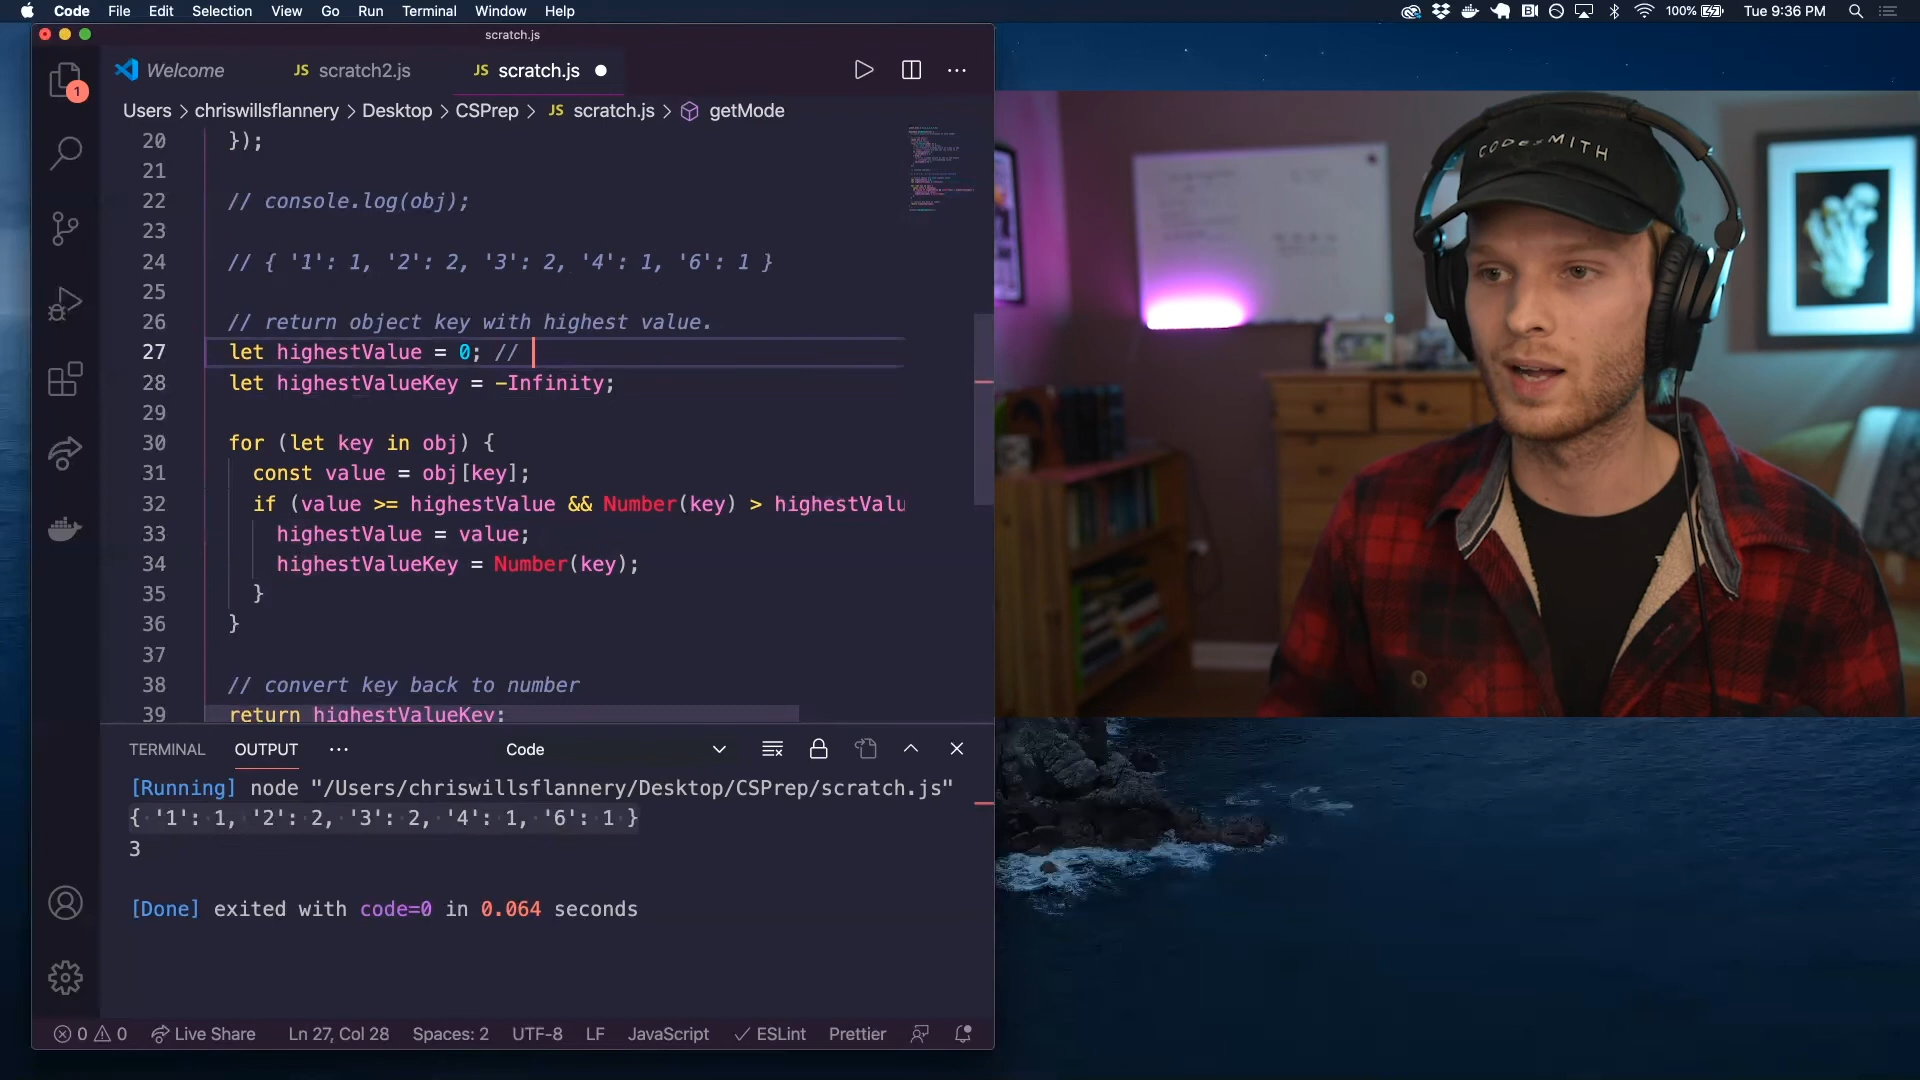 Code File Edit Selection View Go Run Terminal Window Help
100% Tue 9:36 PM
scratch.js
Welcome JS scratch2.js JS scratch.js
1
Users > chriswillsflannery > Desktop > CSPrep > JS scratch.js > getMode
20 });
21
22 // console.log(obj);
23
24 // { '1': 1, '2': 2, '3': 2, '4': 1, '6': 1 }
25
26 // return object key with highest value.
27 let highestValue = 0; //
28 let highestValueKey = -Infinity;
29
30 for (let key in obj) {
31 const value = obj[key];
32 if (value >= highestValue && Number(key) > highestValu
33 highestValue = value;
34 highestValueKey = Number(key);
35 }
36 }
37
38 // convert key back to number
39 return highestValueKey;
TERMINAL OUTPUT ... Code
[Running] node "/Users/chriswillsflannery/Desktop/CSPrep/scratch.js"
{ '1': 1, '2': 2, '3': 2, '4': 1, '6': 1 }
3
[Done] exited with code=0 in 0.064 seconds
0 0 Live Share Ln 27, Col 28 Spaces: 2 UTF-8 LF JavaScript ESLint Prettier
CODESMITH